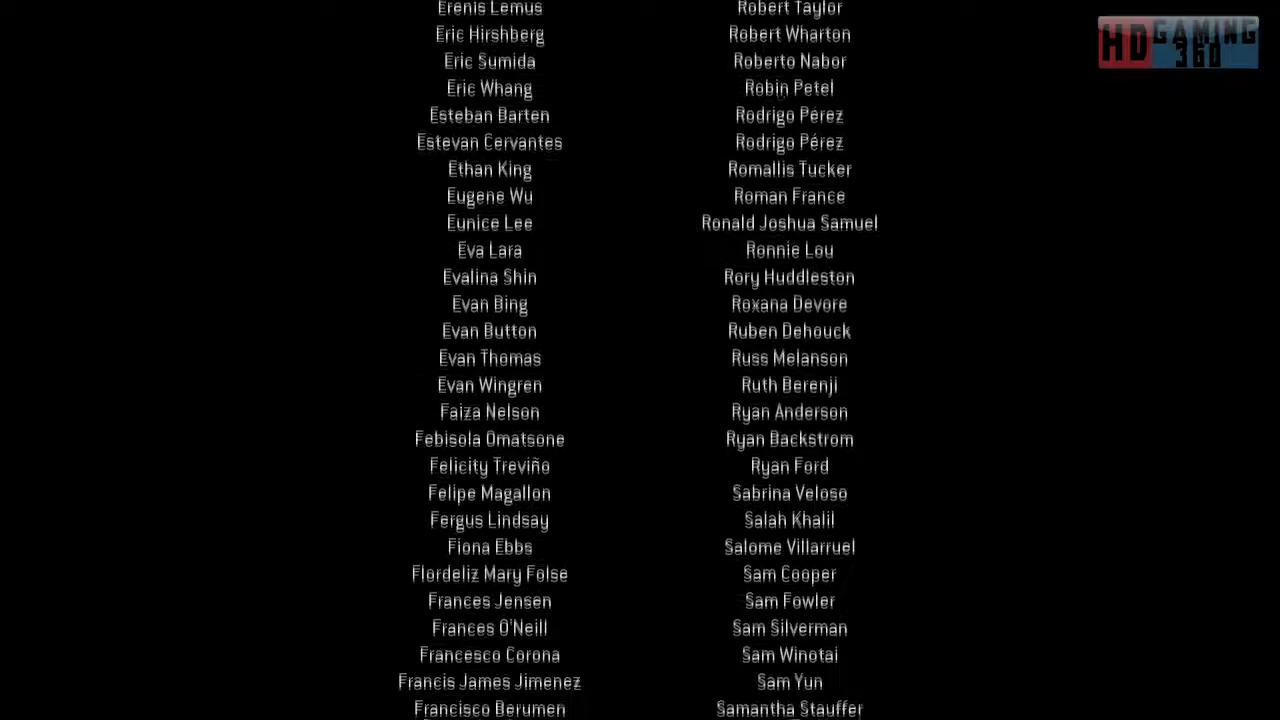 Erenis Lemus
Eric Hirshberg
Eric Sumida
Eric Whang
Esteban Barten
Estevan Cervantes
Ethan King
Eugene Wu
Eunice Lee
Eva Lara
Evalina Shin
Evan Bing
Evan Button
Evan Thomas
Evan Wingren
Faiza Nelson
Febisola Omatsone
Felicity Treviño
Felipe Magallon
Fergus Lindsay
Fiona Ebbs
Flordeliz Mary Folse
Frances Jensen
Frances O'Neill
Francesco Corona
Francis James Jimenez
Francisco Berumen
Robert Taylor
Robert Wharton
Roberto Nabor
Robin Petel
Rodrigo Pérez
Rodrigo Pérez
Romallis Tucker
Roman France
Ronald Joshua Samuel
Ronnie Lou
Rory Huddleston
Roxana Devore
Ruben Dehouck
Russ Melanson
Ruth Berenji
Ryan Anderson
Ryan Backstrom
Ryan Ford
Sabrina Veloso
Salah Khalil
Salome Villarruel
Sam Cooper
Sam Fowler
Sam Silverman
Sam Winotai
Sam Yun
Samantha Stauffer
HD GAMING
360